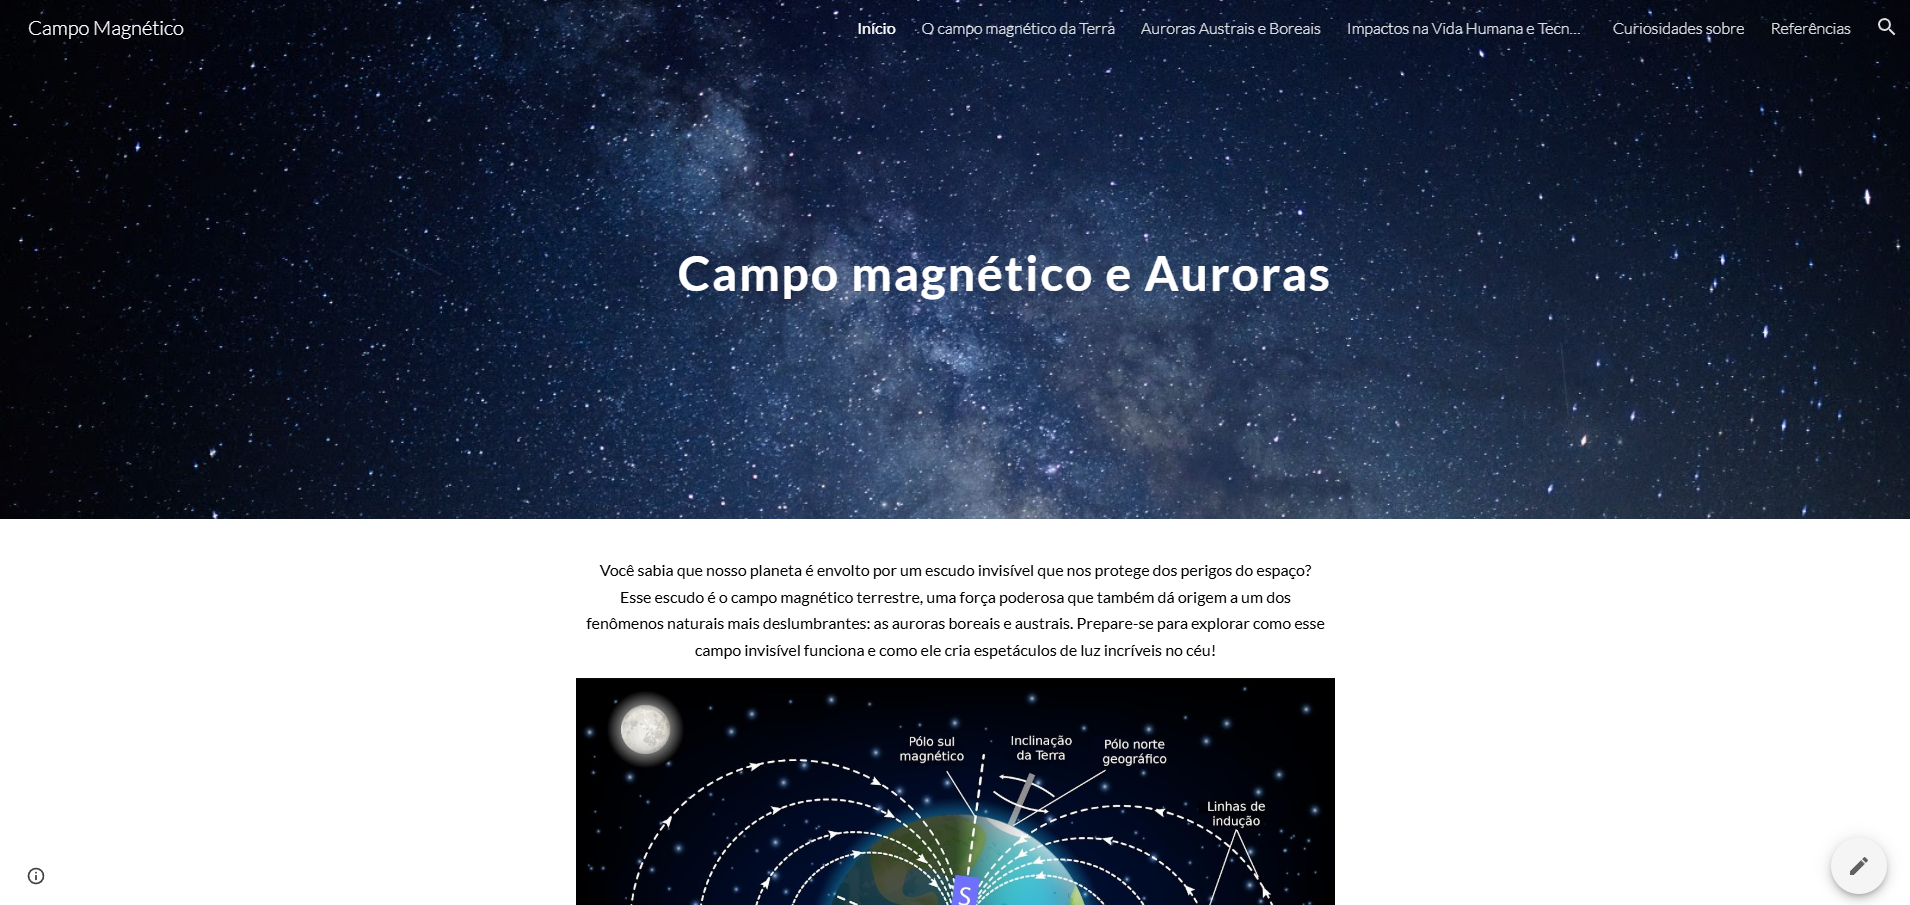 Campo Magnético
Início
O campo magnético da Terra
Auroras Austrais e Boreais
Impactos na Vida Humana e Tecn...
Curiosidades sobre
Referências
Campo magnético e Auroras
Você sabia que nosso planeta é envolto por um escudo invisível que nos protege dos perigos do espaço?
Esse escudo é o campo magnético terrestre, uma força poderosa que também dá origem a um dos
fenômenos naturais mais deslumbrantes: as auroras boreais e austrais. Prepare-se para explorar como esse
campo invisível funciona e como ele cria espetáculos de luz incríveis no céu!
Pólo sul
magnético
Inclinação
da Terra
Pólo norte
geográfico
Linhas de
indução
S